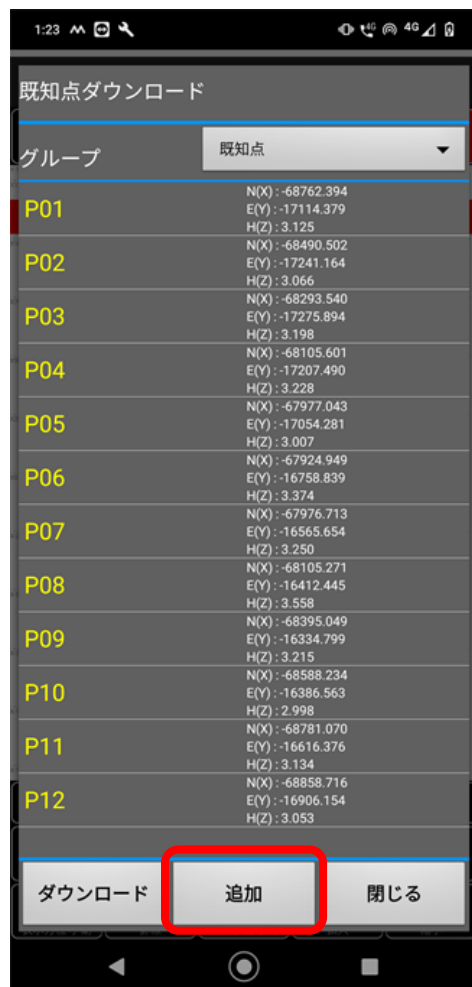 1:23
4G 4G
既知点ダウンロード
グループ
既知点
P01
N(X) : -68762.394
E(Y) : -17114.379
H(Z) : 3.125
P02
N(X) : -68490.502
E(Y) : -17241.164
H(Z) : 3.066
P03
N(X) : -68293.540
E(Y) : -17275.894
H(Z) : 3.198
P04
N(X) : -68105.601
E(Y) : -17207.490
H(Z) : 3.228
P05
N(X) : -67977.043
E(Y) : -17054.281
H(Z) : 3.007
P06
N(X) : -67924.949
E(Y) : -16758.839
H(Z) : 3.374
P07
N(X) : -67976.713
E(Y) : -16565.654
H(Z) : 3.250
P08
N(X) : -68105.271
E(Y) : -16412.445
H(Z) : 3.558
P09
N(X) : -68395.049
E(Y) : -16334.799
H(Z) : 3.215
P10
N(X) : -68588.234
E(Y) : -16386.563
H(Z) : 2.998
P11
N(X) : -68781.070
E(Y) : -16616.376
H(Z) : 3.134
P12
N(X) : -68858.716
E(Y) : -16906.154
H(Z) : 3.053
ダウンロード
追加
閉じる